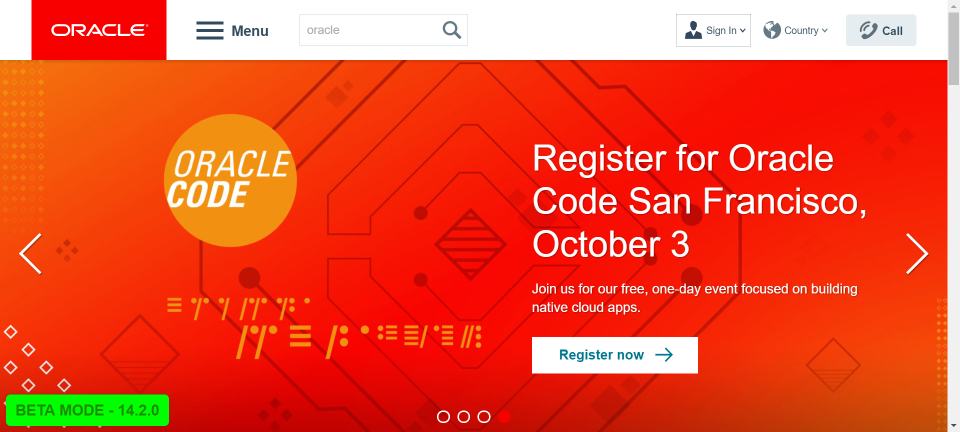 ORACLE
Menu
oracle
Sign In
Country
Call
ORACLE
CODE
Register for Oracle
Code San Francisco,
October 3
Join us for our free, one-day event focused on building
native cloud apps.
Register now
BETA MODE - 14.2.0